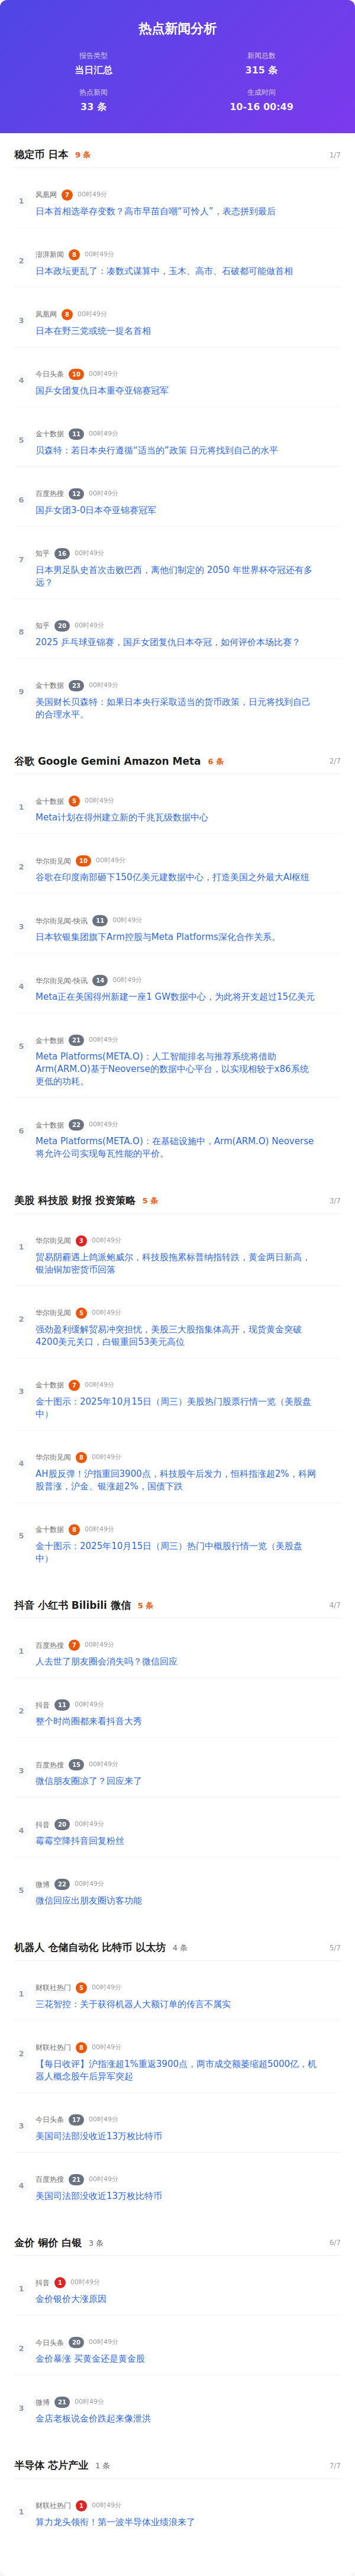 热点新闻分析
报告类型
新闻总数
当日汇总
315 条
热点新闻
生成时间
33 条
10-16 00:49
稳定币 日本 9 条 1/7
1
凤凰网 7 00时49分
日本首相选举存变数？高市早苗自嘲“可怜人”，表态拼到最后
2
澎湃新闻 8 00时49分
日本政坛更乱了：凑数式谋算中，玉木、高市、石破都可能做首相
3
凤凰网 8 00时49分
日本在野三党或统一提名首相
4
今日头条 10 00时49分
国乒女团复仇日本重夺亚锦赛冠军
5
金十数据 11 00时49分
贝森特：若日本央行遵循“适当的”政策 日元将找到自己的水平
6
百度热搜 12 00时49分
国乒女团3-0日本夺亚锦赛冠军
7
知乎 16 00时49分
日本男足队史首次击败巴西，离他们制定的 2050 年世界杯夺冠还有多
远？
8
知乎 20 00时49分
2025 乒乓球亚锦赛，国乒女团复仇日本夺冠，如何评价本场比赛？
9
金十数据 23 00时49分
美国财长贝森特：如果日本央行采取适当的货币政策，日元将找到自己
的合理水平。
谷歌 Google Gemini Amazon Meta 6 条 2/7
1
金十数据 5 00时49分
Meta计划在得州建立新的千兆瓦级数据中心
2
华尔街见闻 10 00时49分
谷歌在印度南部砸下150亿美元建数据中心，打造美国之外最大AI枢纽
3
华尔街见闻-快讯 11 00时49分
日本软银集团旗下Arm控股与Meta Platforms深化合作关系。
4
华尔街见闻-快讯 14 00时49分
Meta正在美国得州新建一座1 GW数据中心，为此将开支超过15亿美元
5
金十数据 21 00时49分
Meta Platforms(META.O)：人工智能排名与推荐系统将借助
Arm(ARM.O)基于Neoverse的数据中心平台，以实现相较于x86系统
更低的功耗。
6
金十数据 22 00时49分
Meta Platforms(META.O)：在基础设施中，Arm(ARM.O) Neoverse
将允许公司实现每瓦性能的平价。
美股 科技股 财报 投资策略 5 条 3/7
1
华尔街见闻 3 00时49分
贸易阴霾遇上鸽派鲍威尔，科技股拖累标普纳指转跌，黄金两日新高，
银油铜加密货币回落
2
华尔街见闻 5 00时49分
强劲盈利缓解贸易冲突担忧，美股三大股指集体高开，现货黄金突破
4200美元关口，白银重回53美元高位
3
金十数据 7 00时49分
金十图示：2025年10月15日（周三）美股热门股票行情一览（美股盘
中）
4
华尔街见闻 8 00时49分
AH股反弹！沪指重回3900点，科技股午后发力，恒科指涨超2%，科网
股普涨，沪金、银涨超2%，国债下跌
5
金十数据 8 00时49分
金十图示：2025年10月15日（周三）热门中概股行情一览（美股盘
中）
抖音 小红书 Bilibili 微信 5 条 4/7
1
百度热搜 7 00时49分
人去世了朋友圈会消失吗？微信回应
2
抖音 11 00时49分
整个时尚圈都来看抖音大秀
3
百度热搜 15 00时49分
微信朋友圈凉了？回应来了
4
抖音 20 00时49分
霉霉空降抖音回复粉丝
5
微博 22 00时49分
微信回应出朋友圈访客功能
机器人 仓储自动化 比特币 以太坊 4 条 5/7
1
财联社热门 5 00时49分
三花智控：关于获得机器人大额订单的传言不属实
2
财联社热门 8 00时49分
【每日收评】沪指涨超1%重返3900点，两市成交额萎缩超5000亿，机
器人概念股午后异军突起
3
今日头条 17 00时49分
美国司法部没收近13万枚比特币
4
百度热搜 21 00时49分
美国司法部没收近13万枚比特币
金价 铜价 白银 3 条 6/7
1
抖音 1 00时49分
金价银价大涨原因
2
今日头条 20 00时49分
金价暴涨 买黄金还是黄金股
3
微博 21 00时49分
金店老板说金价跌起来像泄洪
半导体 芯片产业 1 条 7/7
1
财联社热门 1 00时49分
算力龙头领衔！第一波半导体业绩浪来了